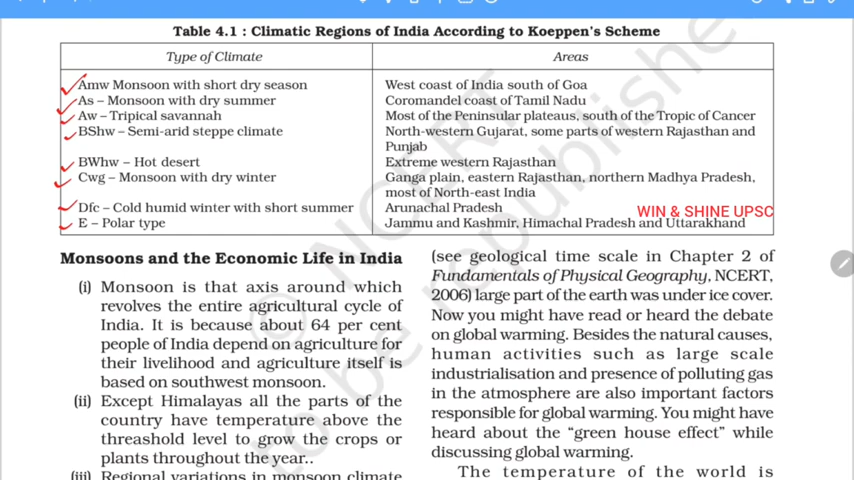 Table 4.1 : Climatic Regions of India According to Koeppen's Scheme
Type of Climate
Areas
Amw Monsoon with short dry season
West coast of India south of Goa
As – Monsoon with dry summer
Coromandel coast of Tamil Nadu
Aw – Tripical savannah
Most of the Peninsular plateaus, south of the Tropic of Cancer
BShw – Semi-arid steppe climate
North-western Gujarat, some parts of western Rajasthan and
Punjab
BWhw – Hot desert
Extreme western Rajasthan
Cwg – Monsoon with dry winter
Ganga plain, eastern Rajasthan, northern Madhya Pradesh,
most of North-east India
Dfc – Cold humid winter with short summer
Arunachal Pradesh
WIN & SHINE UPSC
E – Polar type
Jammu and Kashmir, Himachal Pradesh and Uttarakhand
Monsoons and the Economic Life in India
(i) Monsoon is that axis around which
revolves the entire agricultural cycle of
India. It is because about 64 per cent
people of India depend on agriculture for
their livelihood and agriculture itself is
based on southwest monsoon.
(ii) Except Himalayas all the parts of the
country have temperature above the
threashold level to grow the crops or
plants throughout the year..
(iii) Regional variations in monsoon climate
(see geological time scale in Chapter 2 of
Fundamentals of Physical Geography, NCERT,
2006) large part of the earth was under ice cover.
Now you might have read or heard the debate
on global warming. Besides the natural causes,
human activities such as large scale
industrialisation and presence of polluting gas
in the atmosphere are also important factors
responsible for global warming. You might have
heard about the “green house effect” while
discussing global warming.
The temperature of the world is
© NCERT
to be republished